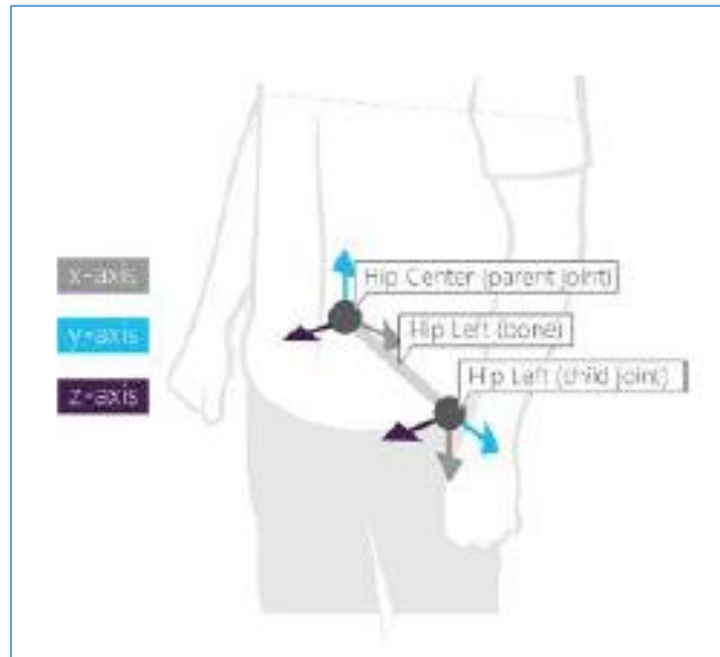 Hip Center (parent joint)
x-axis
Hip Left (bone)
y-axis
Hip Left (child joint)
z-axis